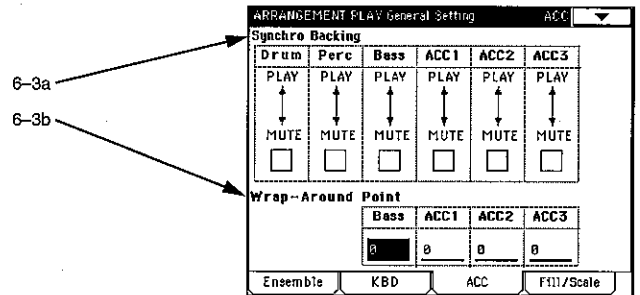 ARRANGEMENT PLAY General Setting ACC
6–3a
Synchro Backing
Drum Perc Bass ACC1 ACC2 ACC3
PLAY PLAY PLAY PLAY PLAY PLAY
6–3b
MUTE MUTE MUTE MUTE MUTE MUTE
Wrap-Around Point
Bass ACC1 ACC2 ACC3
0 0 0 0
Ensemble KBD ACC Fill/Scale